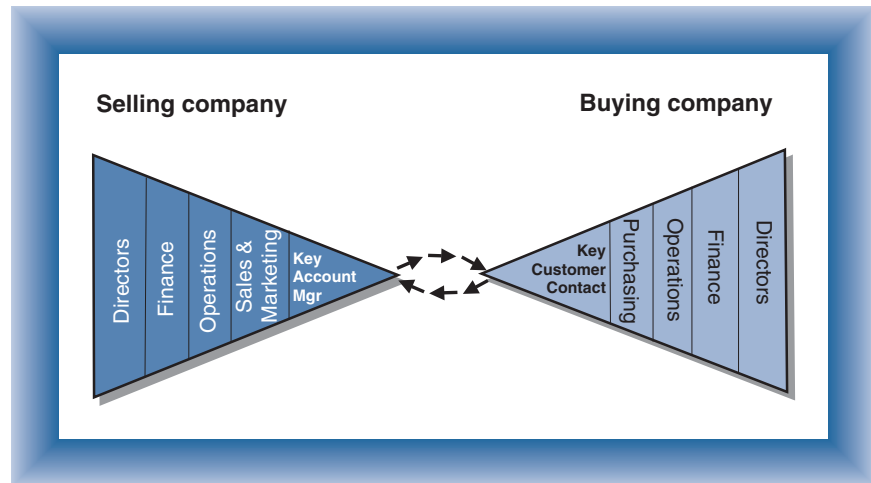 Selling company
Buying company
Directors
Finance
Operations
Sales &
Marketing
Key
Account
Mgr
Key
Customer
Contact
Purchasing
Operations
Finance
Directors